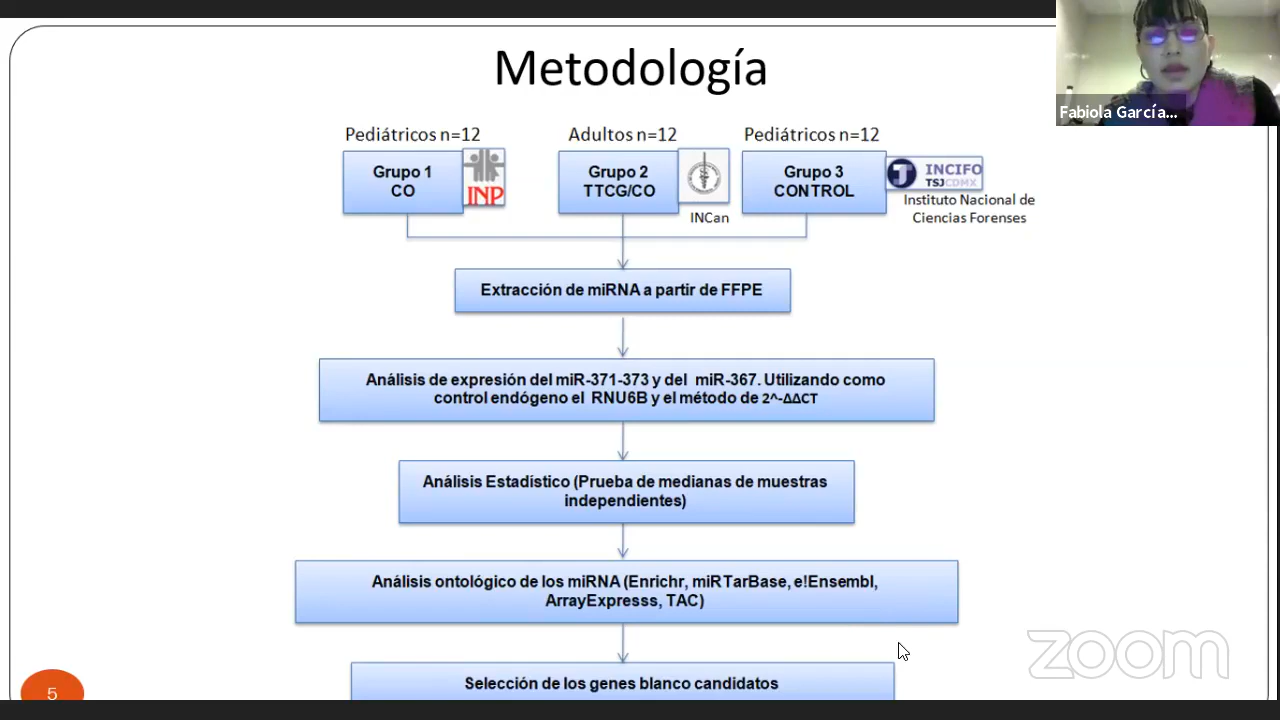 Metodología
Fabiola García...
Pediátricos n=12
Adultos n=12
Pediátricos n=12
Grupo 1
CO
INP
Grupo 2
TTCG/CO
INCan
Grupo 3
CONTROL
INCIFO
TSJCDMX
Instituto Nacional de
Ciencias Forenses
Extracción de miRNA a partir de FFPE
Análisis de expresión del miR-371-373 y del miR-367. Utilizando como
control endógeno el RNU6B y el método de 2^-ΔΔCT
Análisis Estadístico (Prueba de medianas de muestras
independientes)
Análisis ontológico de los miRNA (Enrichr, miRTarBase, e!Ensembl,
ArrayExpresss, TAC)
Selección de los genes blanco candidatos
5
zoom